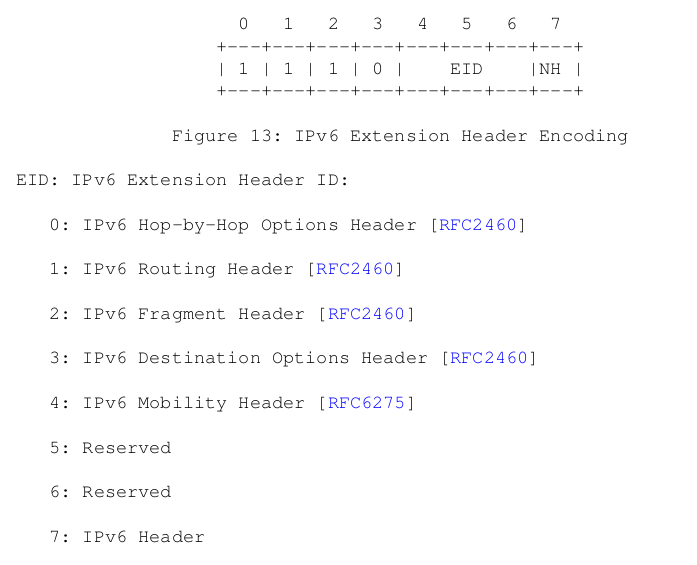 0   1   2   3   4   5   6   7
+---+---+---+---+---+---+---+---+
| 1 | 1 | 1 | 0 |    EID    |NH |
+---+---+---+---+---+---+---+---+
Figure 13: IPv6 Extension Header Encoding
EID: IPv6 Extension Header ID:
0: IPv6 Hop-by-Hop Options Header [RFC2460]
1: IPv6 Routing Header [RFC2460]
2: IPv6 Fragment Header [RFC2460]
3: IPv6 Destination Options Header [RFC2460]
4: IPv6 Mobility Header [RFC6275]
5: Reserved
6: Reserved
7: IPv6 Header